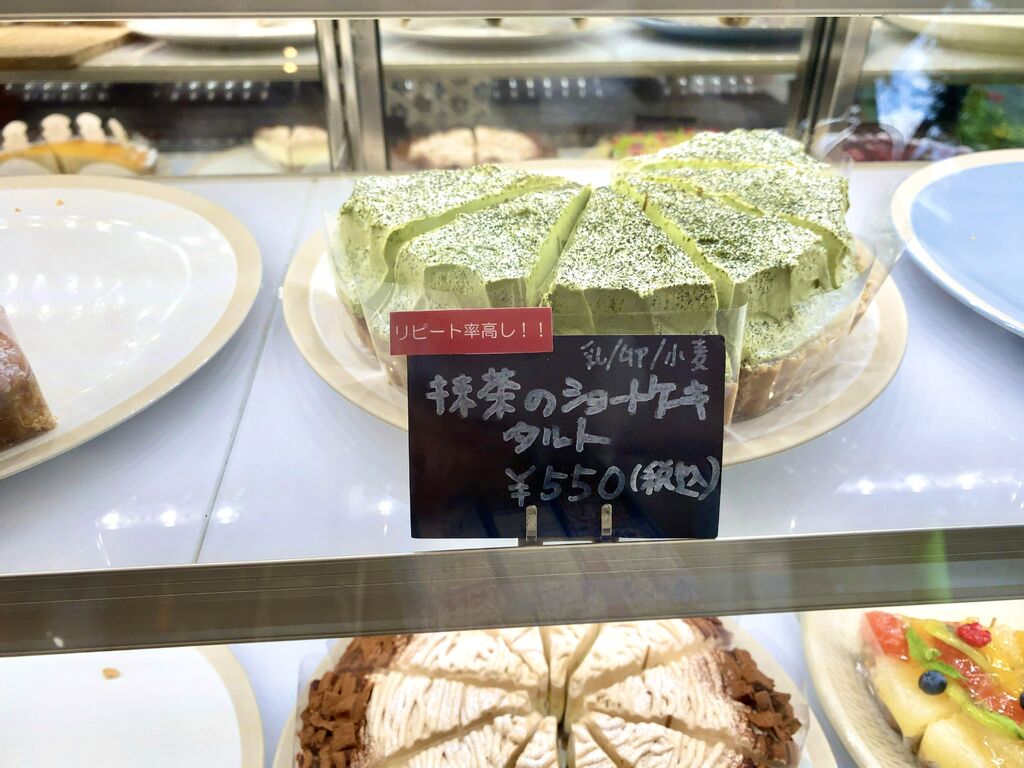 リピート率高し！！
乳/卵/小麦
抹茶のショートケーキ
タルト
¥550(税込)